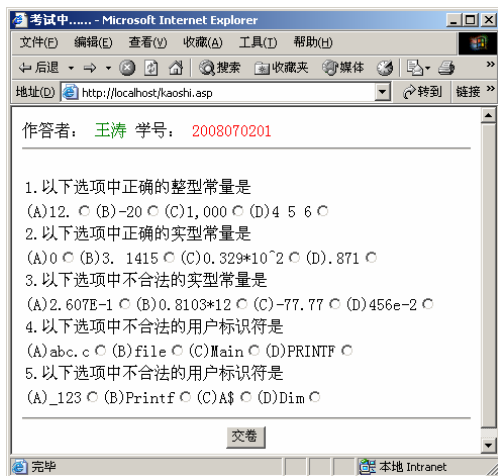 考试中...... - Microsoft Internet Explorer
文件(F) 编辑(E) 查看(V) 收藏(A) 工具(T) 帮助(H)
后退 搜索 收藏夹 媒体 »
地址(D) http://localhost/kaoshi.asp 转到 链接 »
作答者： 王涛 学号： 2008070201
1.以下选项中正确的整型常量是
(A)12. (B)-20 (C)1,000 (D)4 5 6
2.以下选项中正确的实型常量是
(A)0 (B)3. 1415 (C)0.329*10^2 (D).871
3.以下选项中不合法的实型常量是
(A)2.607E-1 (B)0.8103*12 (C)-77.77 (D)456e-2
4.以下选项中不合法的用户标识符是
(A)abc.c (B)file (C)Main (D)PRINTF
5.以下选项中不合法的用户标识符是
(A)_123 (B)Printf (C)A$ (D)Dim
交卷
完毕 本地 Intranet